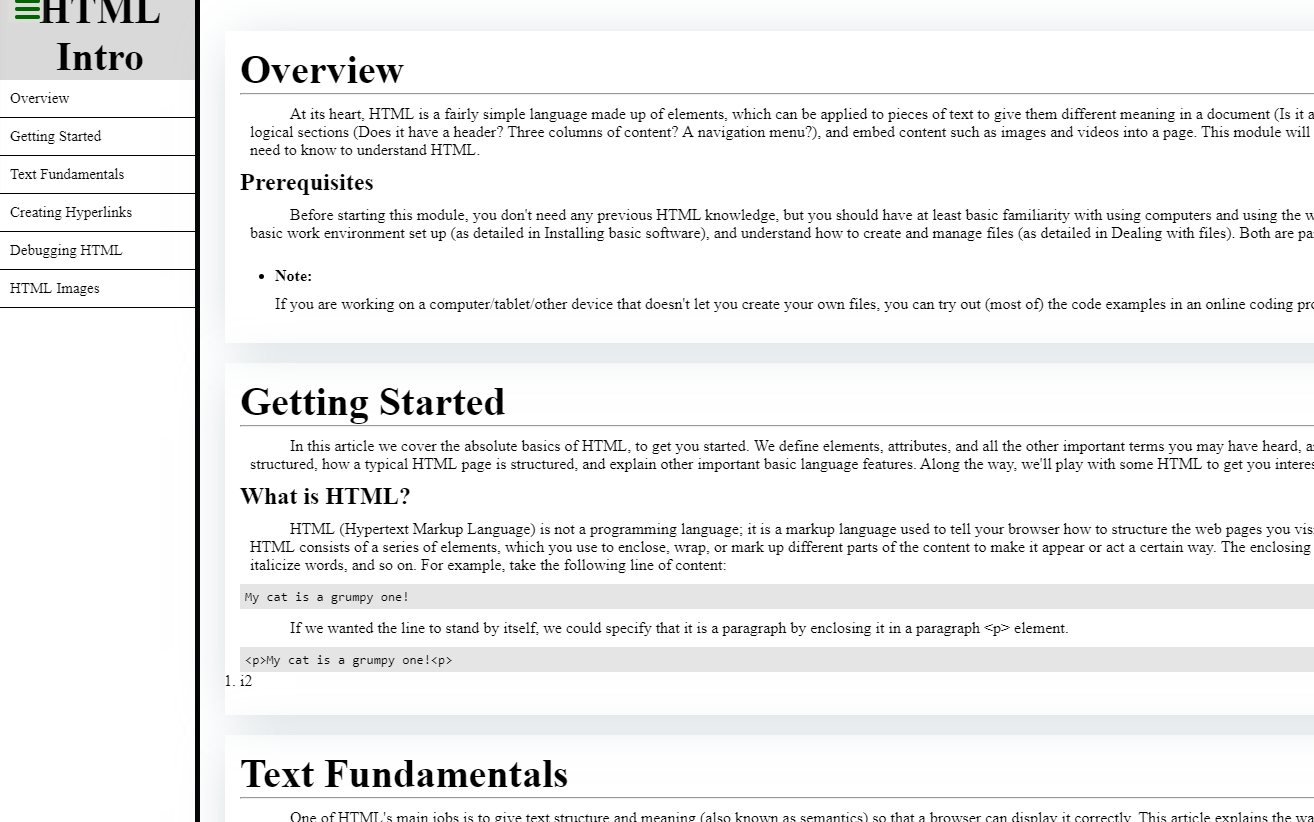 HTML
Intro
Overview
Getting Started
Text Fundamentals
Creating Hyperlinks
Debugging HTML
HTML Images
Overview
At its heart, HTML is a fairly simple language made up of elements, which can be applied to pieces of text to give them different meaning in a document (Is it a
logical sections (Does it have a header? Three columns of content? A navigation menu?), and embed content such as images and videos into a page. This module will
need to know to understand HTML.
Prerequisites
Before starting this module, you don't need any previous HTML knowledge, but you should have at least basic familiarity with using computers and using the
basic work environment set up (as detailed in Installing basic software), and understand how to create and manage files (as detailed in Dealing with files). Both are
• Note:
If you are working on a computer/tablet/other device that doesn't let you create your own files, you can try out (most of) the code examples in an online coding
Getting Started
In this article we cover the absolute basics of HTML, to get you started. We define elements, attributes, and all the other important terms you may have heard,
structured, how a typical HTML page is structured, and explain other important basic language features. Along the way, we'll play with some HTML to get you
What is HTML?
HTML (Hypertext Markup Language) is not a programming language; it is a markup language used to tell your browser how to structure the web pages you
HTML consists of a series of elements, which you use to enclose, wrap, or mark up different parts of the content to make it appear or act a certain way. The enclosing
italicize words, and so on. For example, take the following line of content:
My cat is a grumpy one!
If we wanted the line to stand by itself, we could specify that it is a paragraph by enclosing it in a paragraph <p> element.
<p>My cat is a grumpy one!<p>
1. i2
Text Fundamentals
One of HTML's main jobs is to give text structure and meaning (also known as semantics) so that a browser can display it correctly. This article explains the